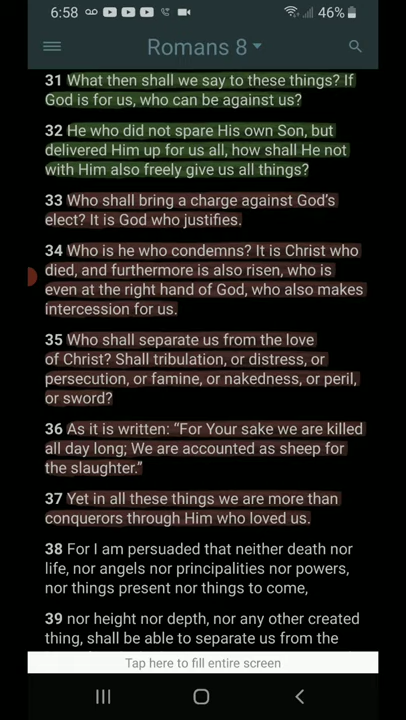 6:58
46%
Romans 8
31 What then shall we say to these things? If
God is for us, who can be against us?
32 He who did not spare His own Son, but
delivered Him up for us all, how shall He not
with Him also freely give us all things?
33 Who shall bring a charge against God's
elect? It is God who justifies.
34 Who is he who condemns? It is Christ who
died, and furthermore is also risen, who is
even at the right hand of God, who also makes
intercession for us.
35 Who shall separate us from the love
of Christ? Shall tribulation, or distress, or
persecution, or famine, or nakedness, or peril,
or sword?
36 As it is written: “For Your sake we are killed
all day long; We are accounted as sheep for
the slaughter.”
37 Yet in all these things we are more than
conquerors through Him who loved us.
38 For I am persuaded that neither death nor
life, nor angels nor principalities nor powers,
nor things present nor things to come,
39 nor height nor depth, nor any other created
thing, shall be able to separate us from the
Tap here to fill entire screen